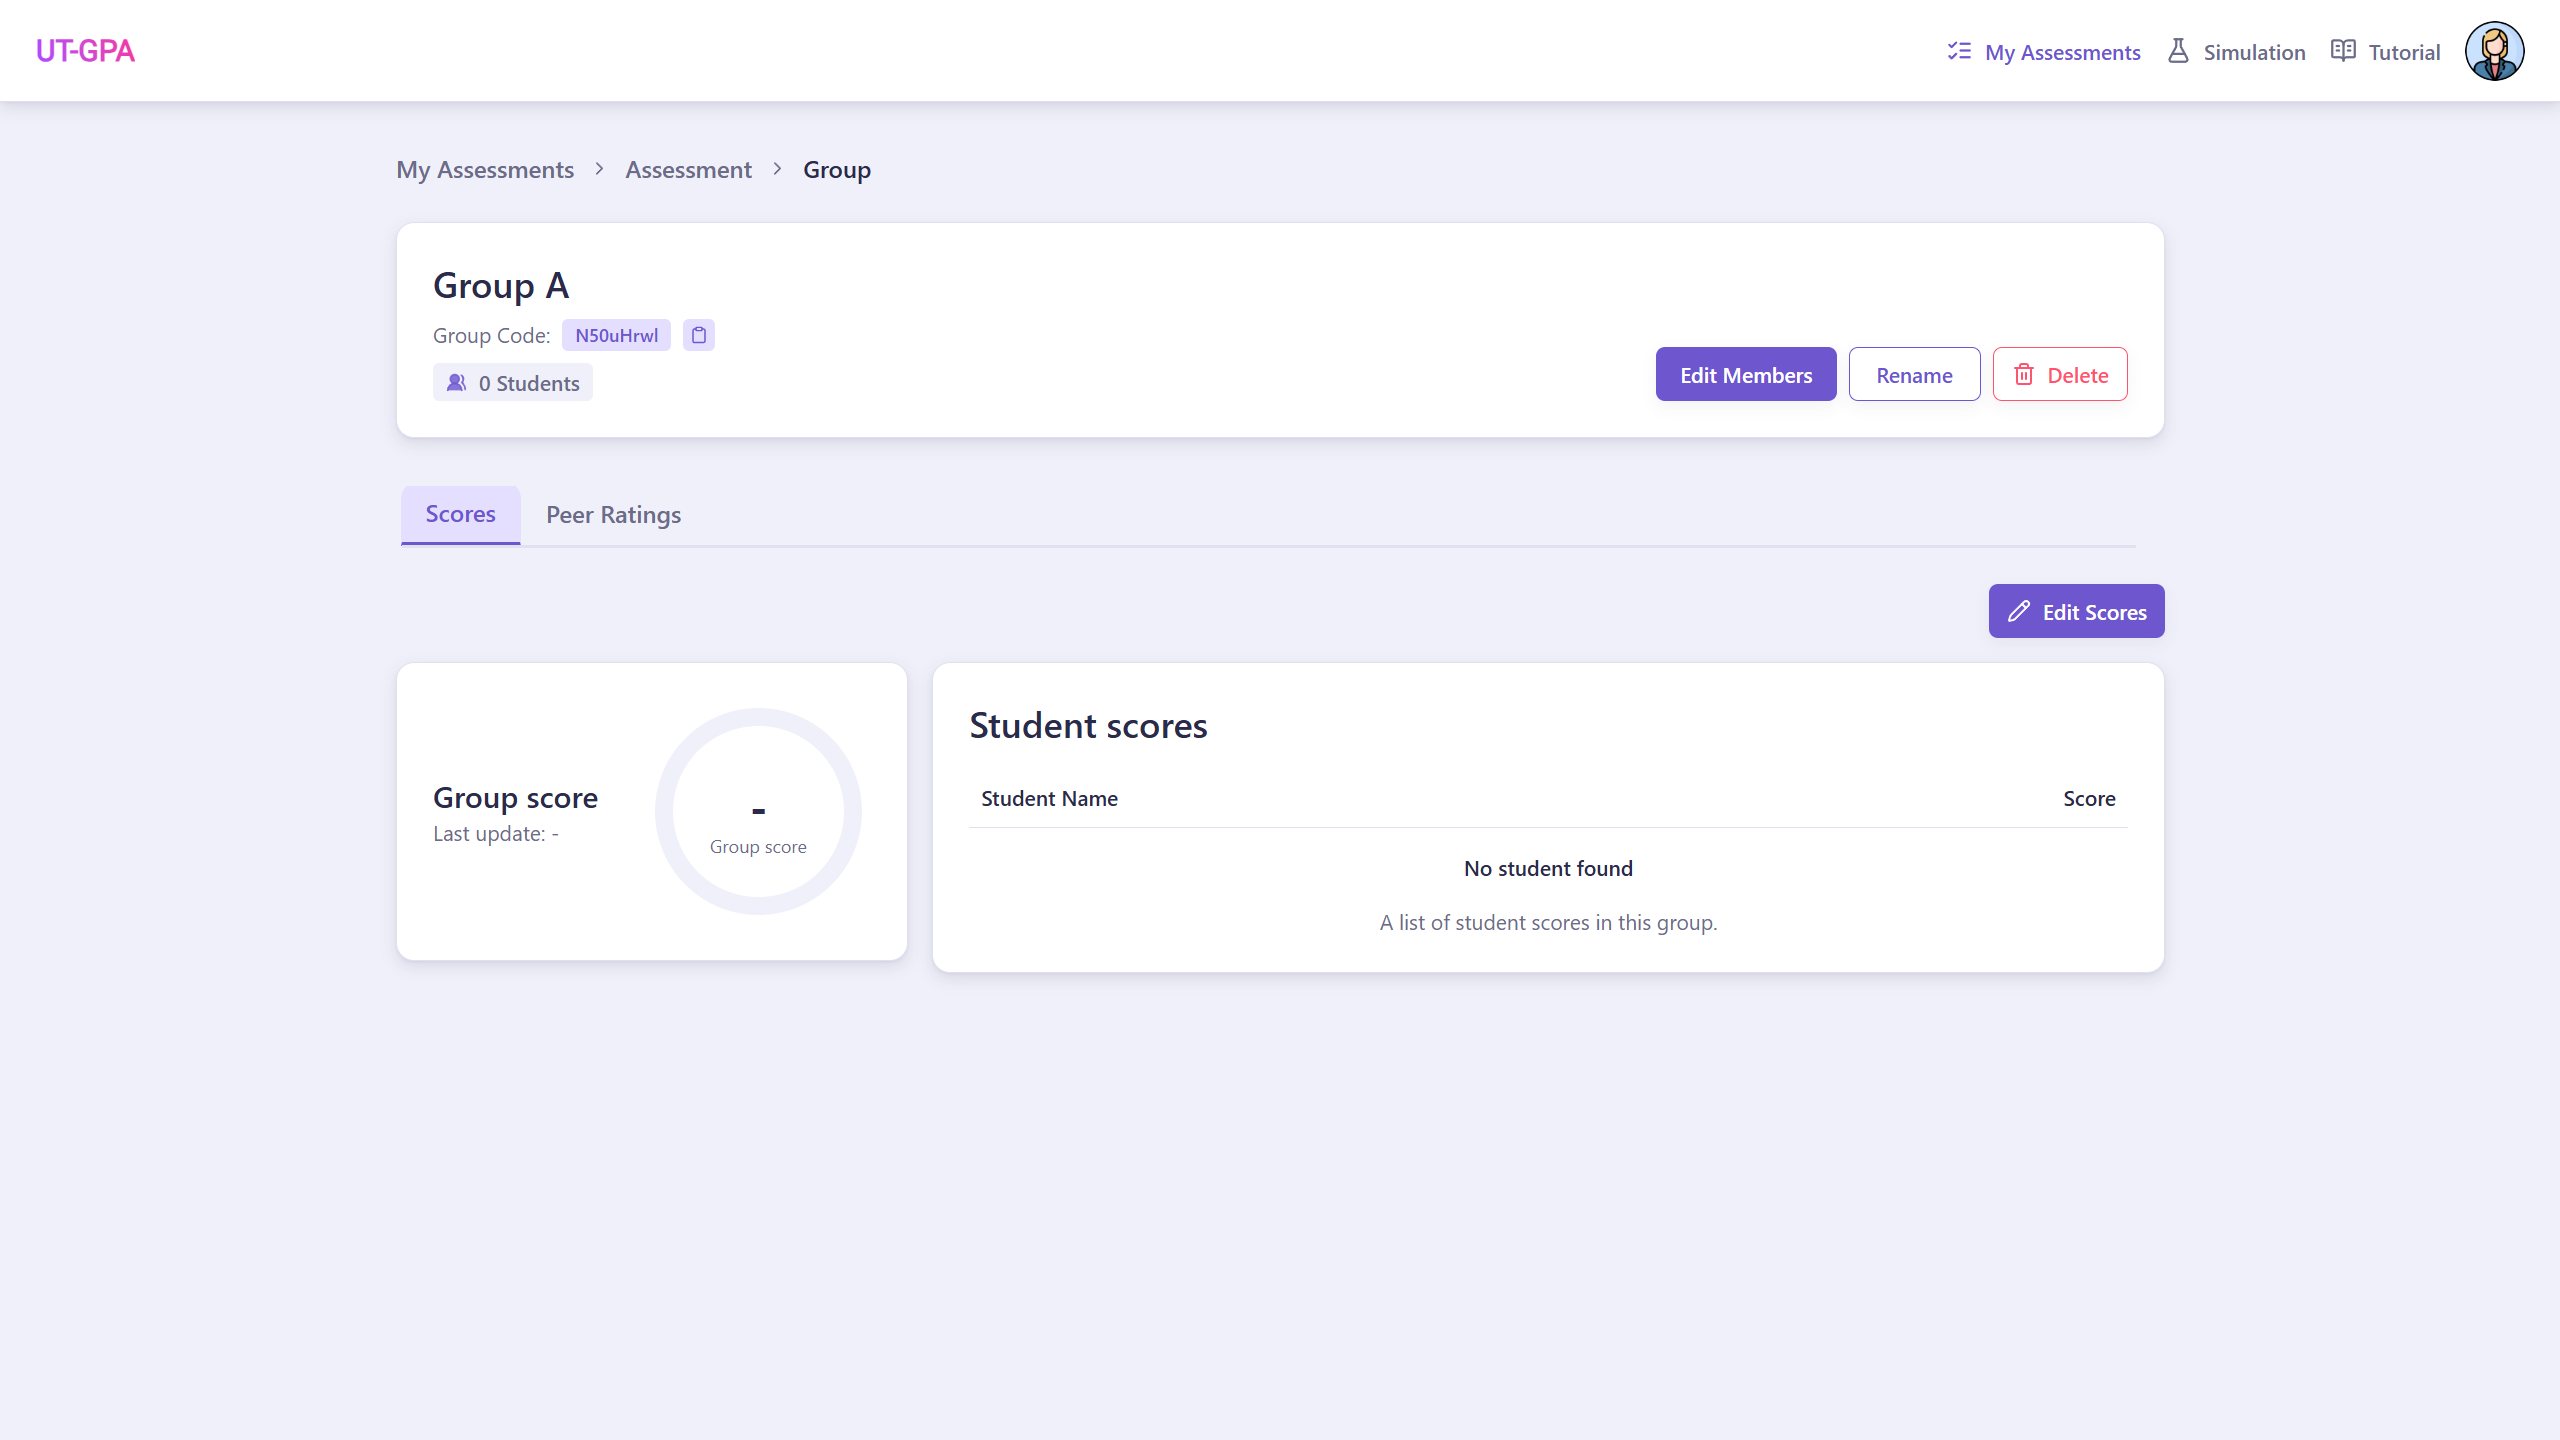 UT-GPA
My Assessments
Simulation
Tutorial
My Assessments > Assessment > Group
Group A
Group Code: N50uHrwl
0 Students
Edit Members
Rename
Delete
Scores
Peer Ratings
Edit Scores
Group score
Last update: -
-
Group score
Student scores
Student Name Score
No student found
A list of student scores in this group.